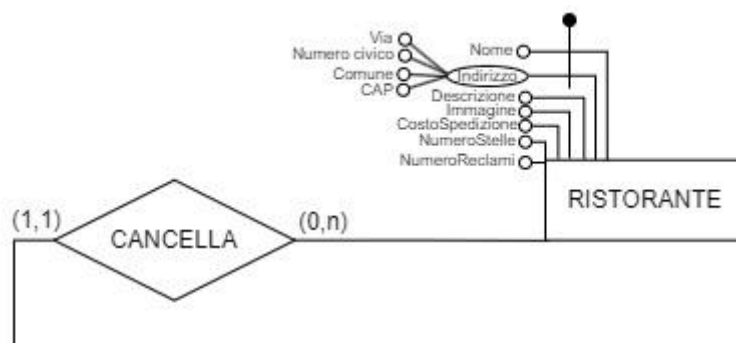 Via
Numero civico
Comune
CAP
Nome
Indirizzo
Descrizione
Immagine
CostoSpedizione
NumeroStelle
NumeroReclami
RISTORANTE
(1,1)
CANCELLA
(0,n)